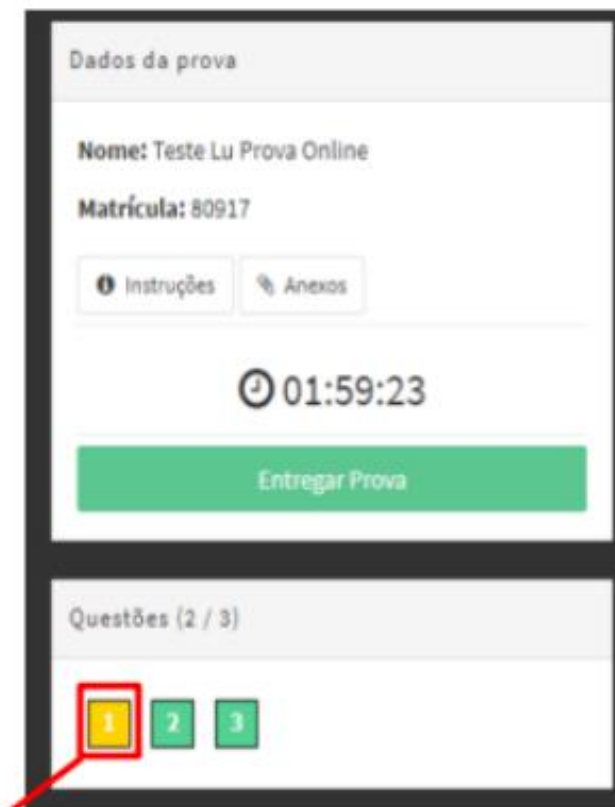 Dados da prova
Nome: Teste Lu Prova Online
Matrícula: 80917
Instruções Anexos
01:59:23
Entregar Prova
Questões (2 / 3)
1 2 3